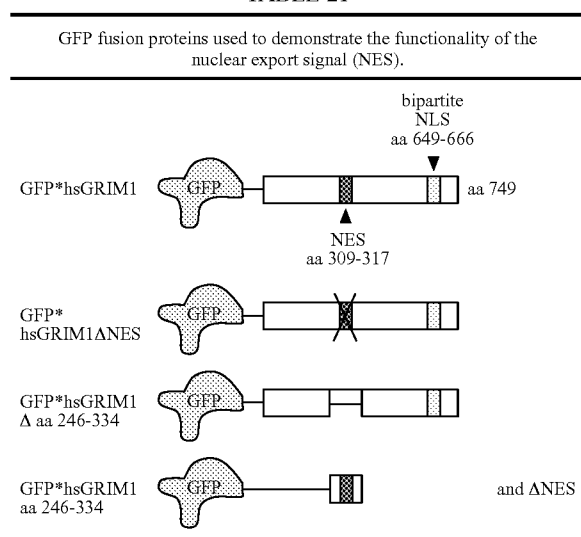 GFP fusion proteins used to demonstrate the functionality of the
nuclear export signal (NES).
bipartite
NLS
aa 649-666
GFP*hsGRIM1
GFP
aa 749
NES
aa 309-317
GFP*
hsGRIM1ΔNES
GFP
GFP*hsGRIM1
Δ aa 246-334
GFP
GFP*hsGRIM1
aa 246-334
GFP
and ΔNES